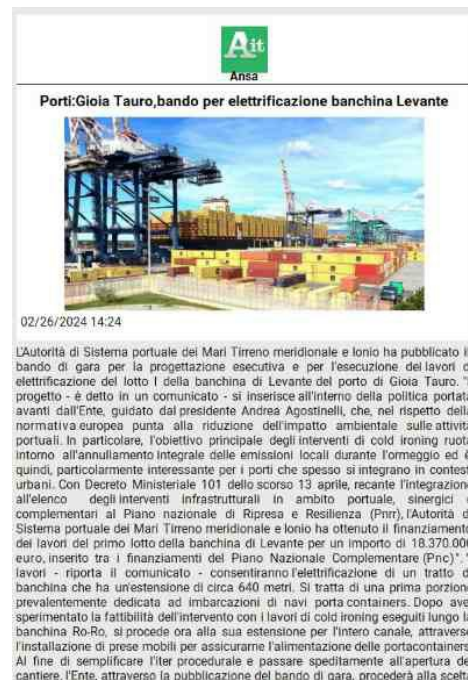 Ait
Ansa
Porti:Gioia Tauro,bando per elettrificazione banchina Levante
02/26/2024 14:24
L'Autorità di Sistema portuale dei Mari Tirreno meridionale e Ionio ha pubblicato il
bando di gara per la progettazione esecutiva e per l'esecuzione dei lavori di
elettrificazione del lotto I della banchina di Levante del porto di Gioia Tauro. "Il
progetto - è detto in un comunicato - si inserisce all'interno della politica portata
avanti dall'Ente, guidato dal presidente Andrea Agostinelli, che, nel rispetto della
normativa europea punta alla riduzione dell'impatto ambientale sulle attività
portuali. In particolare, l'obiettivo principale degli interventi di cold ironing ruota
intorno all'annullamento integrale delle emissioni locali durante l'ormeggio ed è,
quindi, particolarmente interessante per i porti che spesso si integrano in contesti
urbani. Con Decreto Ministeriale 101 dello scorso 13 aprile, recante l'integrazione
all'elenco degli interventi infrastrutturali in ambito portuale, sinergici e
complementari al Piano nazionale di Ripresa e Resilienza (Pnrr), l'Autorità di
Sistema portuale dei Mari Tirreno meridionale e Ionio ha ottenuto il finanziamento
dei lavori del primo lotto della banchina di Levante per un importo di 18.370.000
euro, inserito tra i finanziamenti del Piano Nazionale Complementare (Pnc)". "I
lavori - riporta il comunicato - consentiranno l'elettrificazione di un tratto di
banchina che ha un'estensione di circa 640 metri. Si tratta di una prima porzione
prevalentemente dedicata ad imbarcazioni di navi porta containers. Dopo aver
sperimentato la fattibilità dell'intervento con i lavori di cold ironing eseguiti lungo la
banchina Ro-Ro, si procede ora alla sua estensione per l'intero canale, attraverso
l'installazione di prese mobili per assicurarne l'alimentazione delle portacontainers.
Al fine di semplificare l'iter procedurale e passare speditamente all'apertura del
cantiere, l'Ente, attraverso la pubblicazione del bando di gara, procederà alla scelta